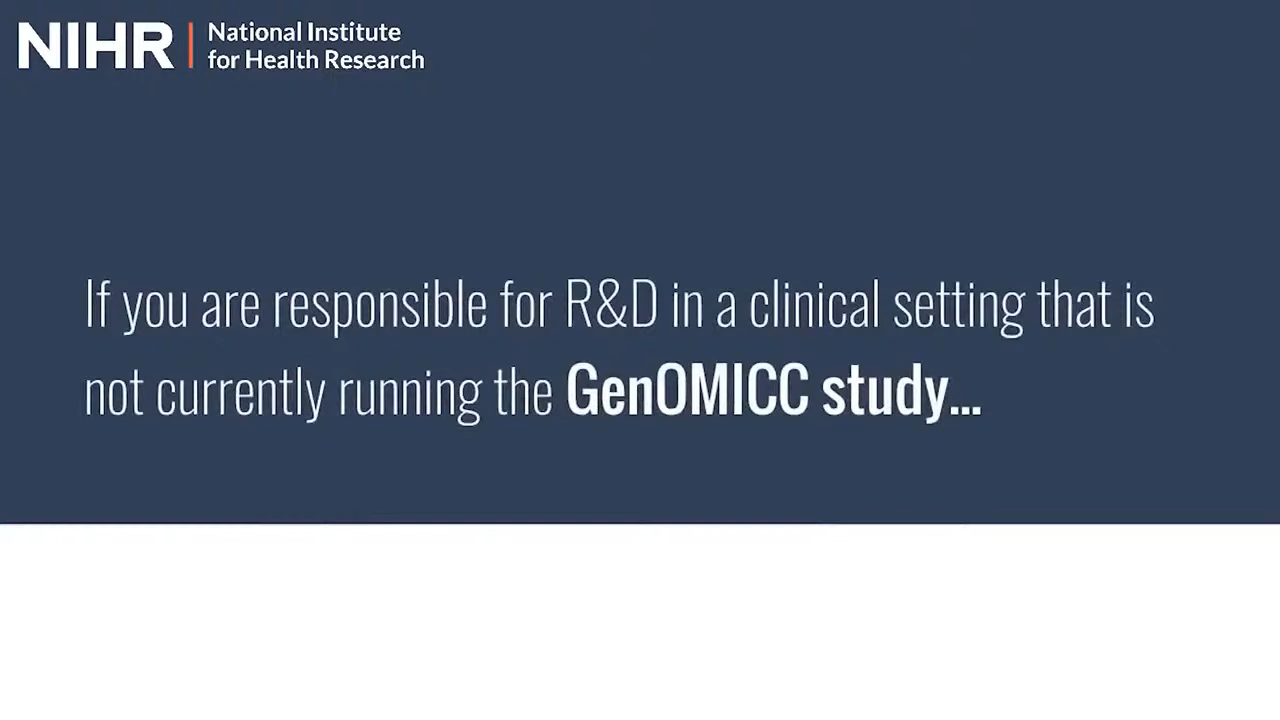 NIHR
National Institute
for Health Research
If you are responsible for R&D in a clinical setting that is
not currently running the GenOMICC study...